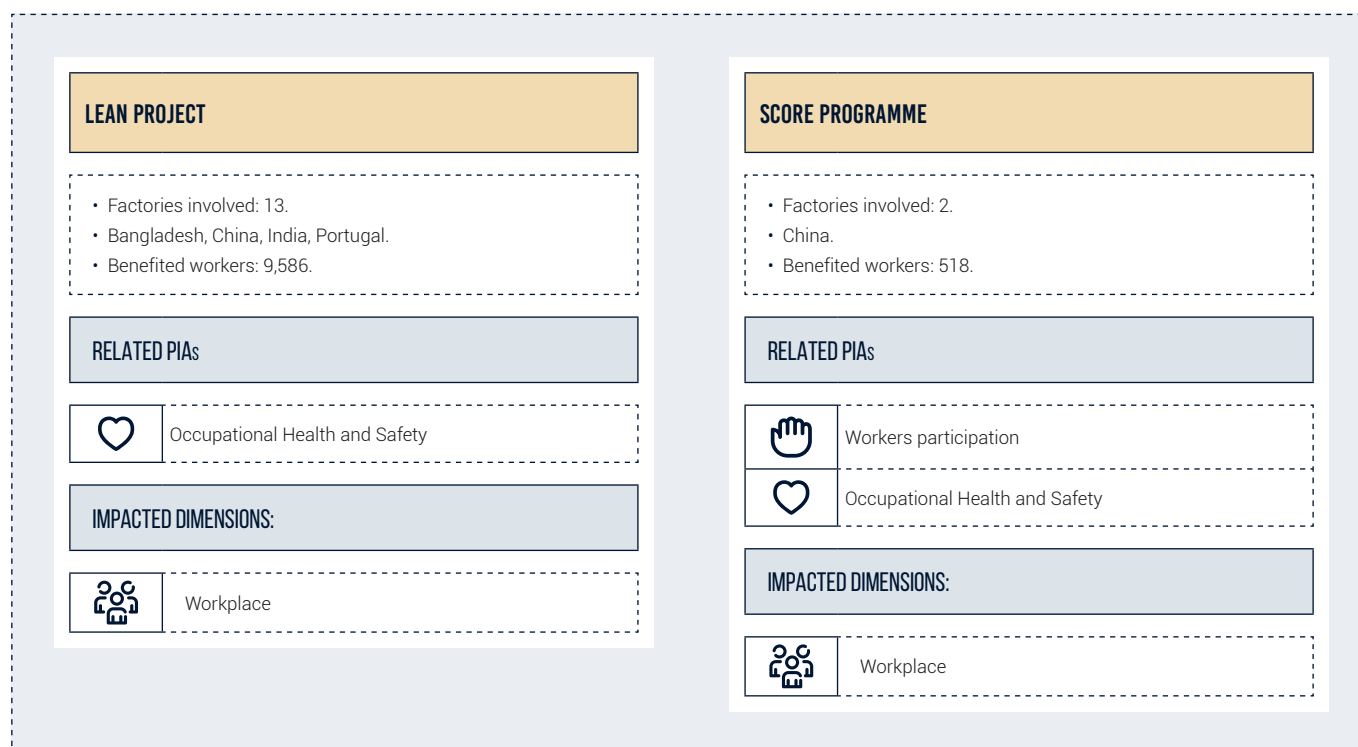 LEAN PROJECT
• Factories involved: 13.
• Bangladesh, China, India, Portugal.
• Benefited workers: 9,586.
RELATED PIAs
Occupational Health and Safety
IMPACTED DIMENSIONS:
Workplace
SCORE PROGRAMME
• Factories involved: 2.
• China.
• Benefited workers: 518.
RELATED PIAs
Workers participation
Occupational Health and Safety
IMPACTED DIMENSIONS:
Workplace